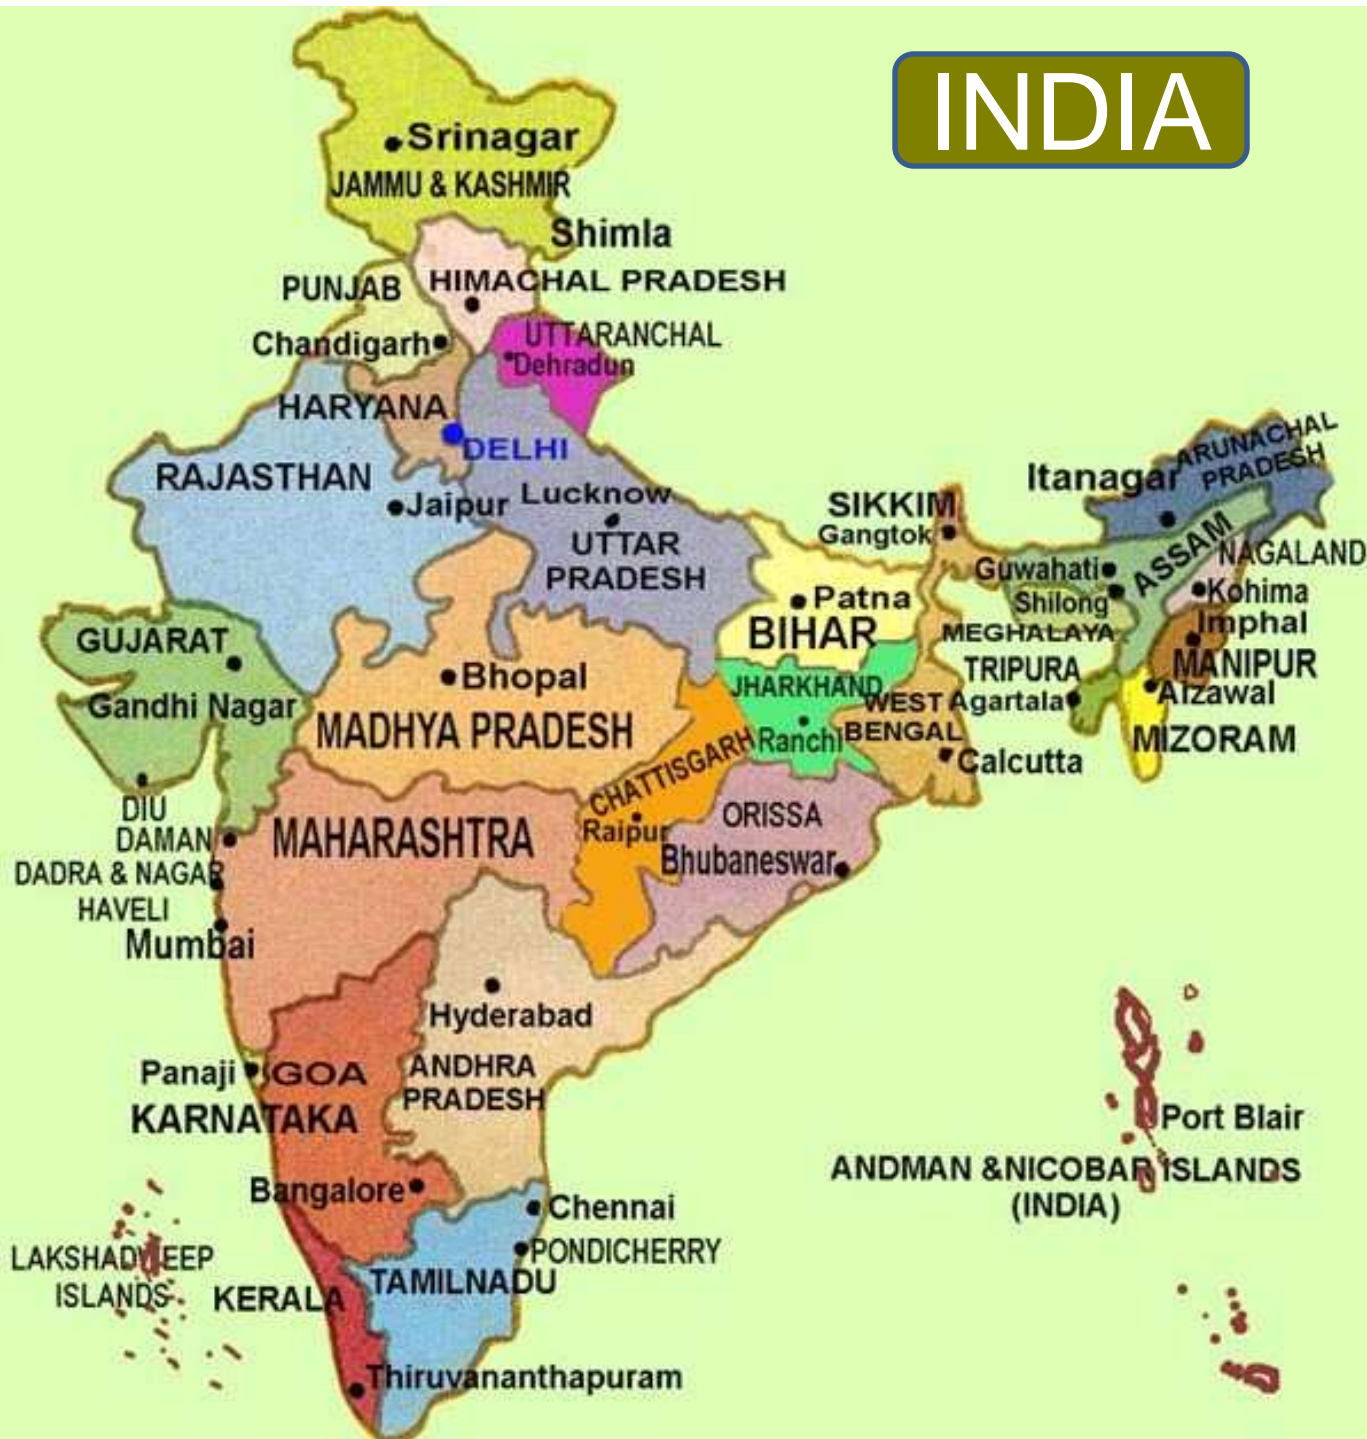 INDIA
Srinagar
JAMMU & KASHMIR
Shimla
HIMACHAL PRADESH
PUNJAB
Chandigarh
UTTARANCHAL
Dehradun
HARYANA
DELHI
RAJASTHAN
Jaipur
Lucknow
UTTAR
PRADESH
SIKKIM
Gangtok
Itanagar
ARUNACHAL
PRADESH
ASSAM
NAGALAND
Guwahati
Shilong
Kohima
MEGHALAYA
Imphal
MANIPUR
TRIPURA
Agartala
Aizawal
MIZORAM
Patna
BIHAR
GUJARAT
Gandhi Nagar
Bhopal
MADHYA PRADESH
JHARKHAND
Ranchi
WEST
BENGAL
Calcutta
CHATTISGARH
Raipur
ORISSA
Bhubaneswar
DIU
DAMAN
DADRA & NAGAR
HAVELI
Mumbai
MAHARASHTRA
Hyderabad
ANDHRA
PRADESH
Panaji
GOA
KARNATAKA
Bangalore
Port Blair
ANDMAN &NICOBAR ISLANDS
(INDIA)
Chennai
PONDICHERRY
LAKSHADWEEP
ISLANDS
KERALA
TAMILNADU
Thiruvananthapuram